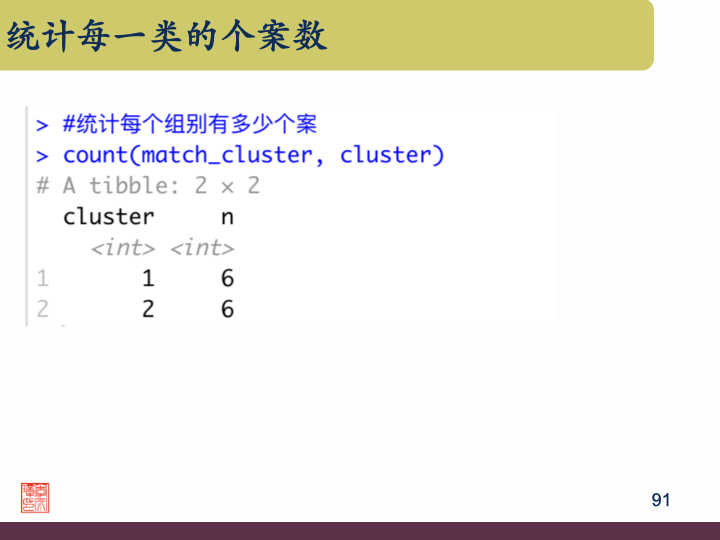 统计每一类的个案数
> #统计每个组别有多少个案
> count(match_cluster, cluster)
# A tibble: 2 × 2
  cluster     n
    <int> <int>
1       1     6
2       2     6
91